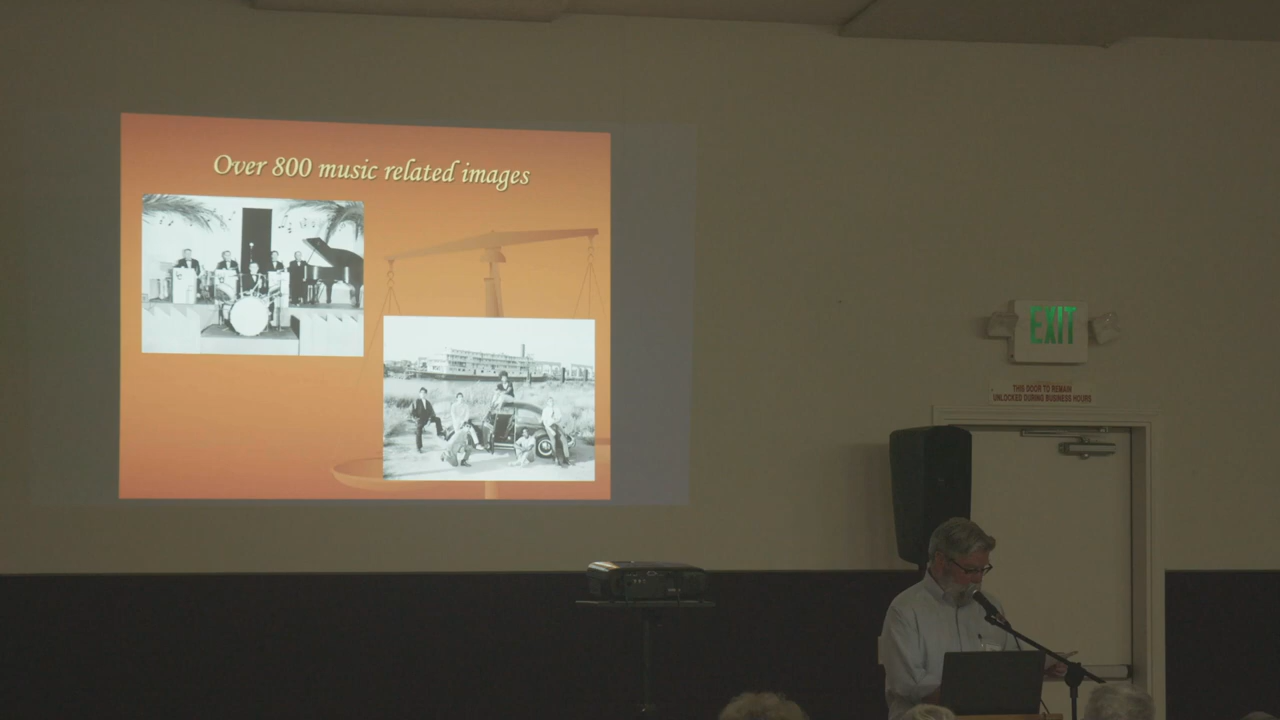 Over 800 music related images
EXIT
THIS DOOR TO REMAIN
UNLOCKED DURING BUSINESS HOURS